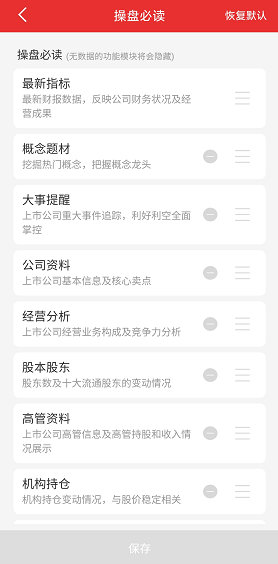 操盘必读
恢复默认
操盘必读 (无数据的功能模块将会隐藏)
最新指标
最新财报数据，反映公司财务状况及经
营成果
概念题材
挖掘热门概念，把握概念龙头
大事提醒
上市公司重大事件追踪，利好利空全面
掌控
公司资料
上市公司基本信息及核心卖点
经营分析
上市公司经营业务构成及竞争力分析
股本股东
股东数及十大流通股东的变动情况
高管资料
上市公司高管信息及高管持股和收入情
况展示
机构持仓
机构持仓变动情况，与股价稳定相关
保存